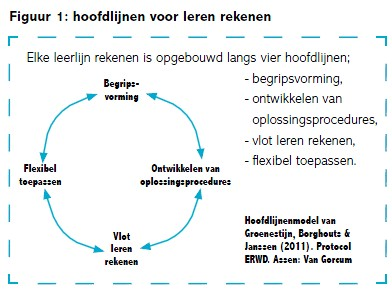 Figuur 1: hoofdlijnen voor leren rekenen
Elke leerlijn rekenen is opgebouwd langs vier hoofdlijnen;
- begripsvorming,
- ontwikkelen van
oplossingsprocedures,
- vlot leren rekenen,
- flexibel toepassen.
Begrips-
vorming
Flexibel
toepassen
Ontwikkelen van
oplossingsprocedures
Vlot
leren
rekenen
Hoofdlijnenmodel van
Groenestijn, Borghouts &
Janssen (2011). Protocol
ERWD. Assen: Van Gorcum